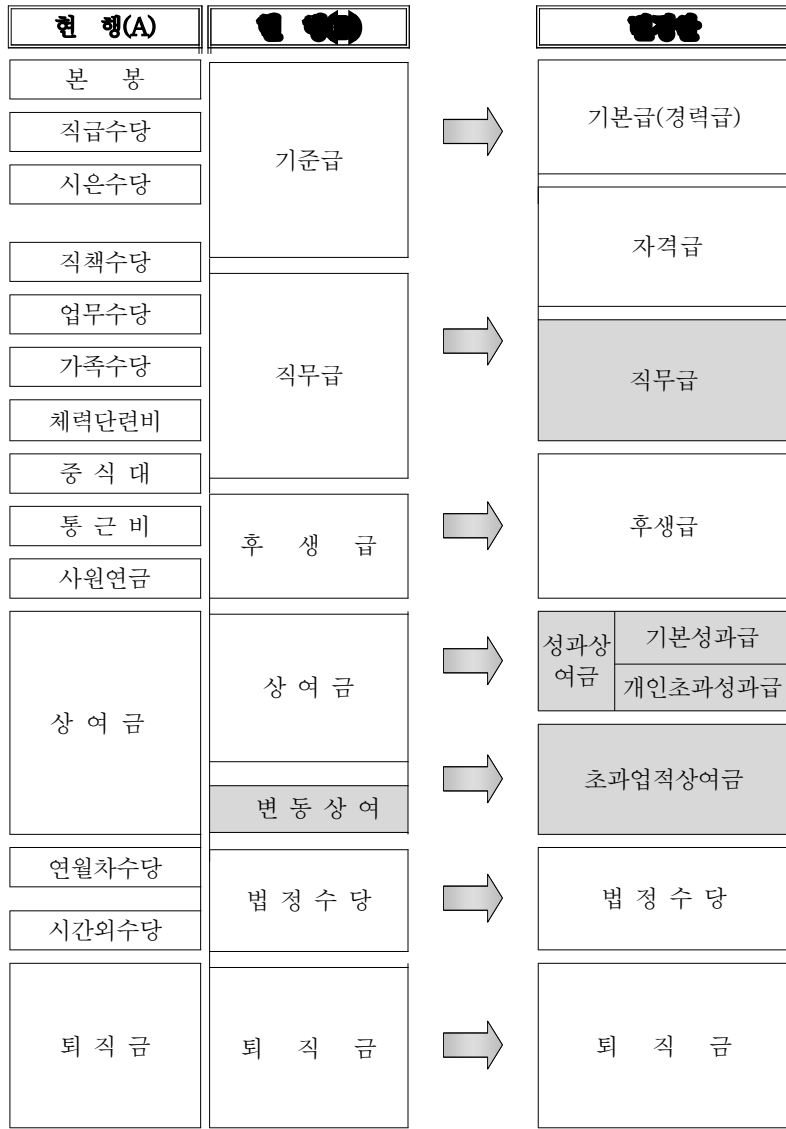 현 행(A)
본 봉
직급수당
시은수당
직책수당
업무수당
가족수당
체력단련비
중 식 대
통 근 비
사원연금
상 여 금
연월차수당
시간외수당
퇴 직 금
기준급
직무급
후 생 급
상 여 금
변 동 상 여
법 정 수 당
퇴 직 금
기본급(경력급)
자격급
직무급
후생급
성과상
여금
기본성과급
개인초과성과급
초과업적상여금
법 정 수 당
퇴 직 금